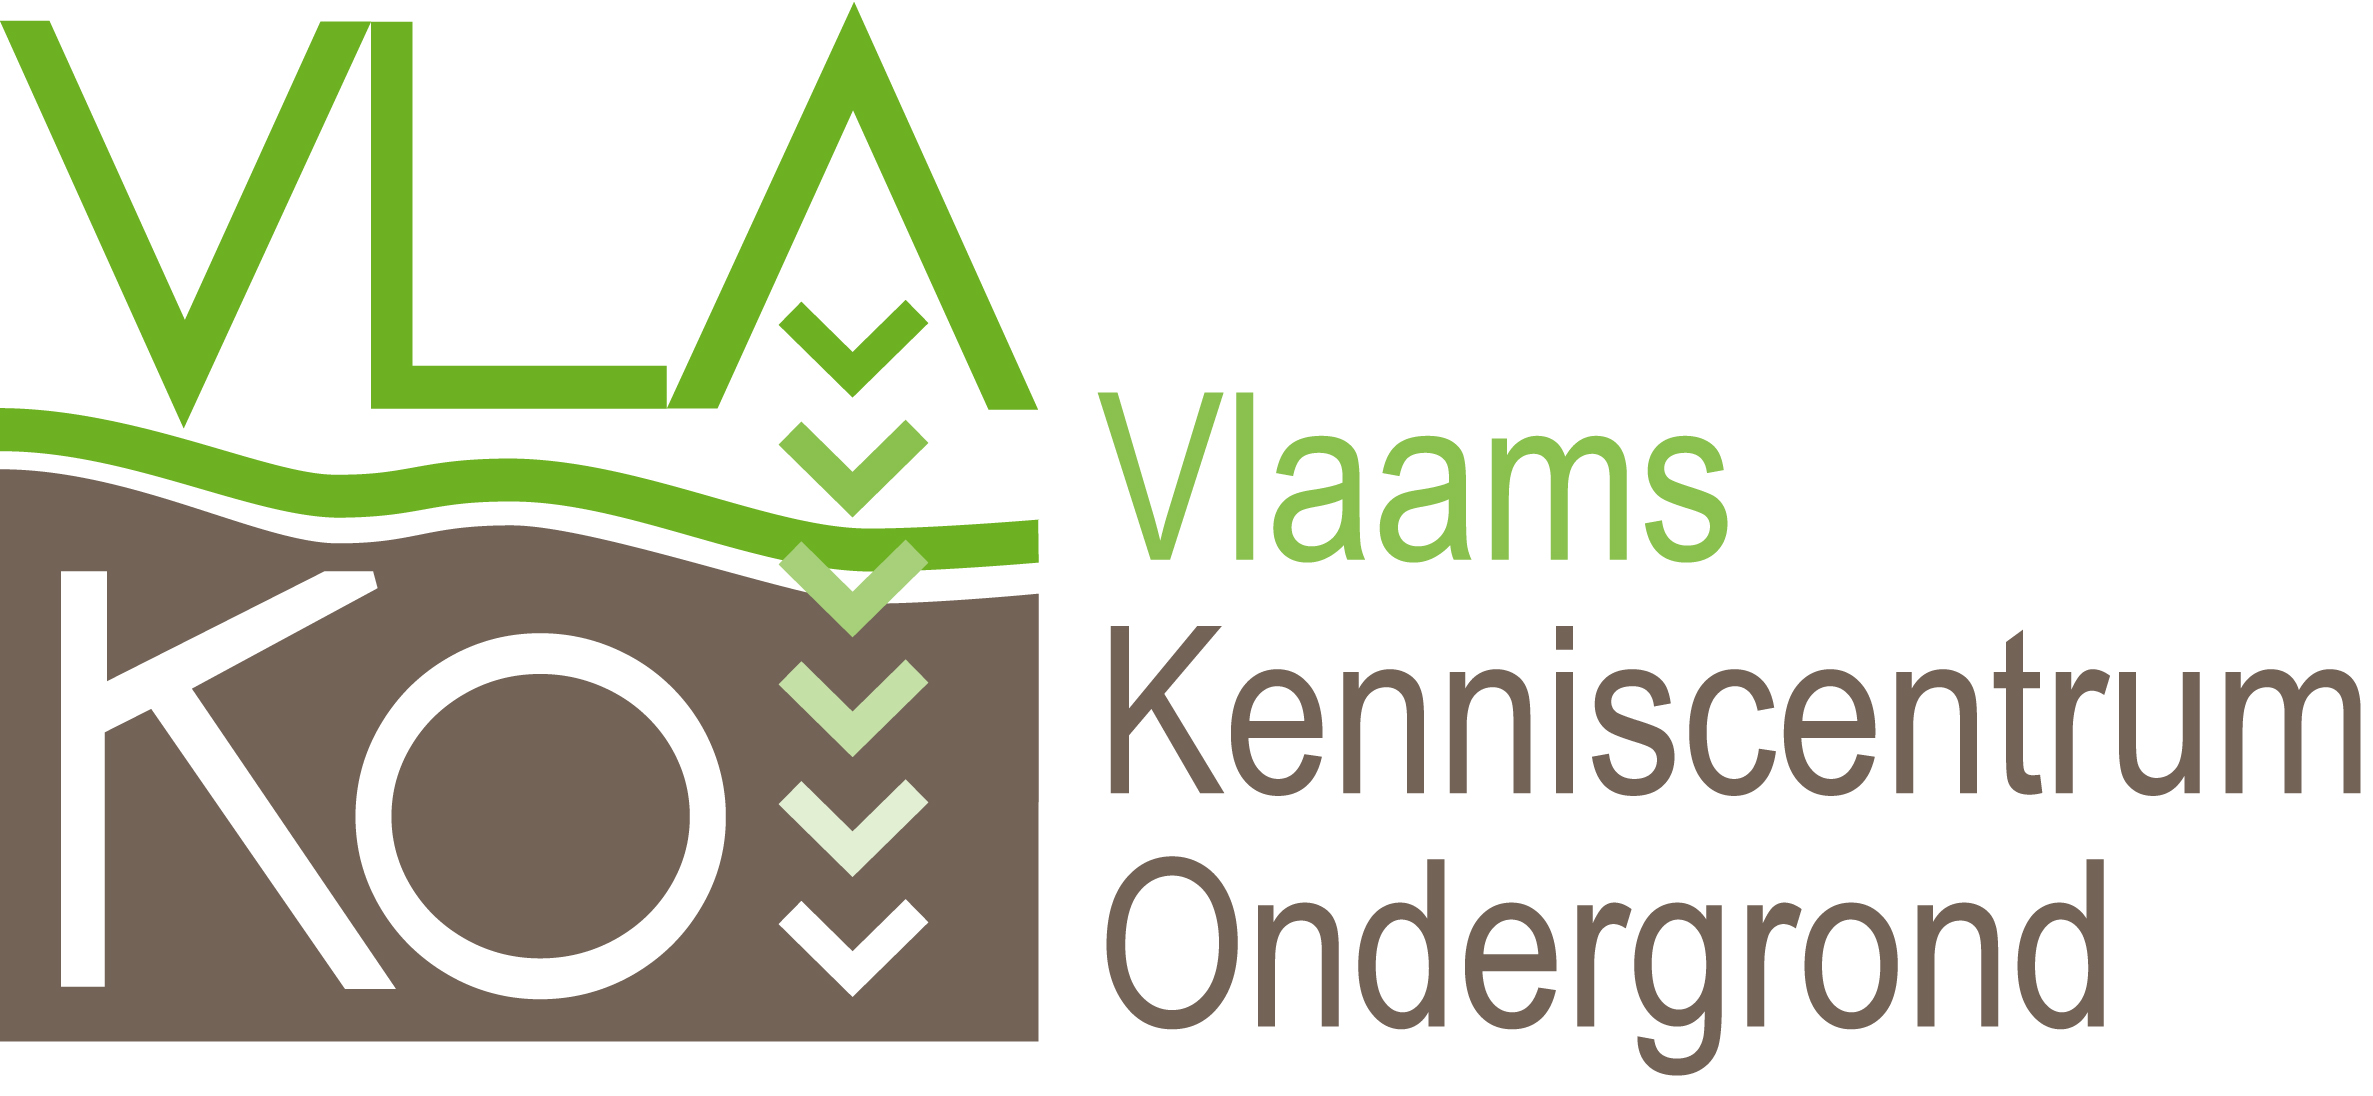 VLA
KO
Vlaams
Kenniscentrum
Ondergrond